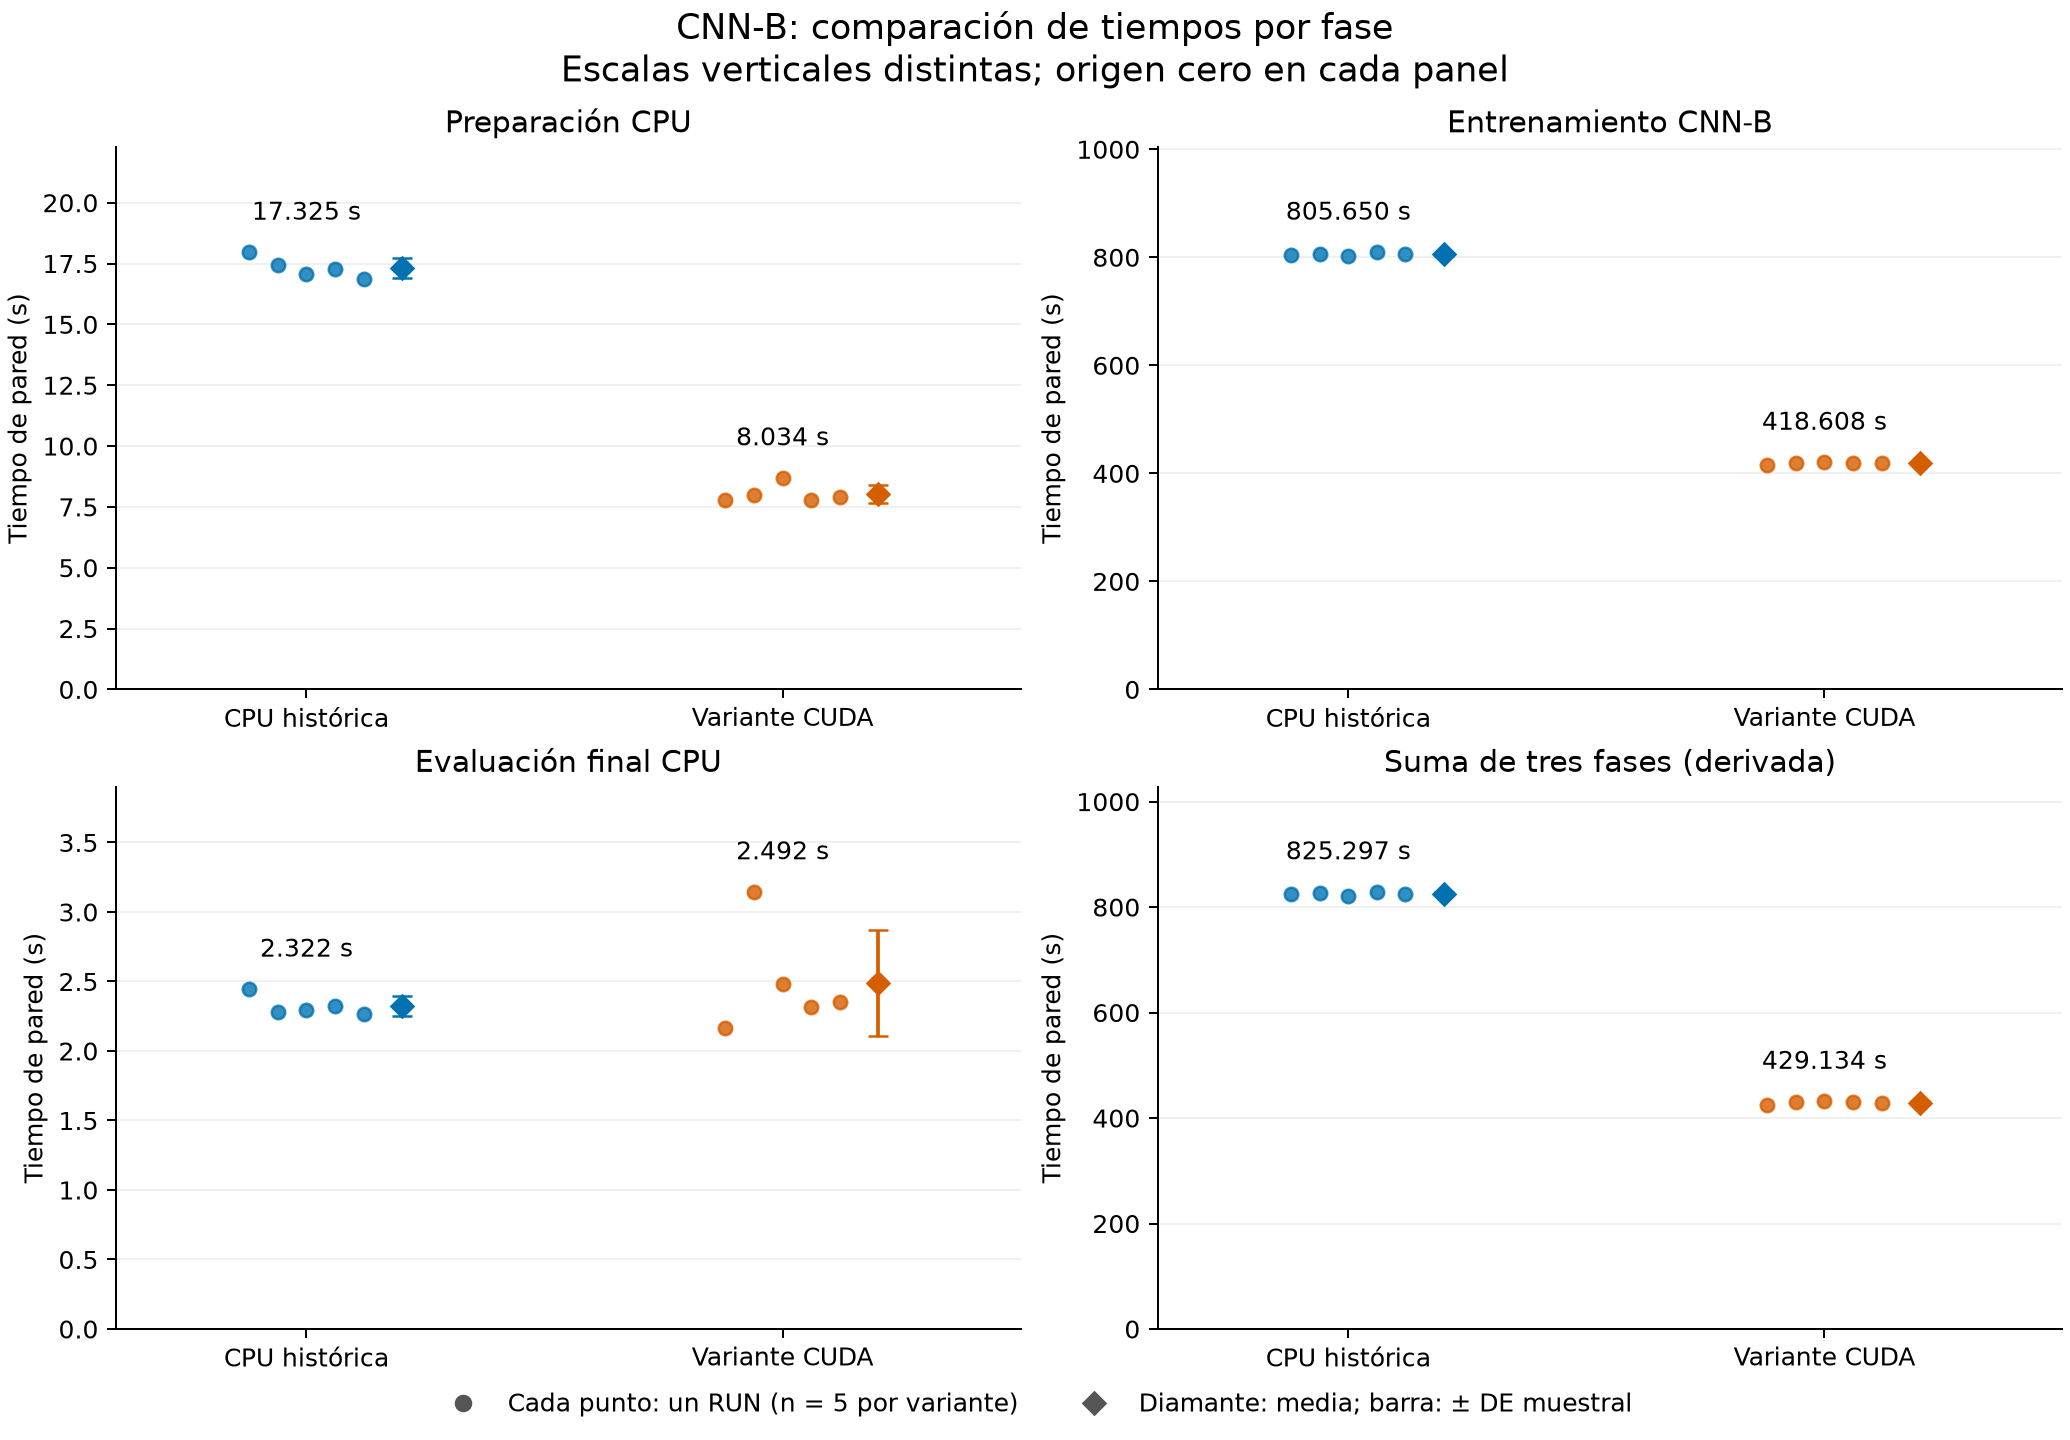 CNN-B: comparación de tiempos por fase
Escalas verticales distintas; origen cero en cada panel
Preparación CPU
Tiempo de pared (s)
20.0
17.5
15.0
12.5
10.0
7.5
5.0
2.5
0.0
17.325 s
8.034 s
CPU histórica
Variante CUDA
Entrenamiento CNN-B
Tiempo de pared (s)
1000
800
600
400
200
0
805.650 s
418.608 s
CPU histórica
Variante CUDA
Evaluación final CPU
Tiempo de pared (s)
3.5
3.0
2.5
2.0
1.5
1.0
0.5
0.0
2.322 s
2.492 s
CPU histórica
Variante CUDA
Suma de tres fases (derivada)
Tiempo de pared (s)
1000
800
600
400
200
0
825.297 s
429.134 s
CPU histórica
Variante CUDA
Cada punto: un RUN (n = 5 por variante)
Diamante: media; barra: ± DE muestral